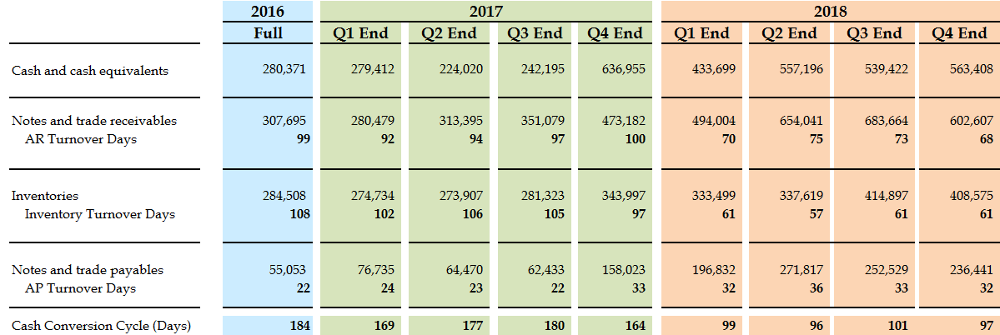 2016 2017 2018
Full Q1 End Q2 End Q3 End Q4 End Q1 End Q2 End Q3 End Q4 End
Cash and cash equivalents 280,371 279,412 224,020 242,195 636,955 433,699 557,196 539,422 563,408
Notes and trade receivables 307,695 280,479 313,395 351,079 473,182 494,004 654,041 683,664 602,607
AR Turnover Days 99 92 94 97 100 70 75 73 68
Inventories 284,508 274,734 273,907 281,323 343,997 333,499 337,619 414,897 408,575
Inventory Turnover Days 108 102 106 105 97 61 57 61 61
Notes and trade payables 55,053 76,735 64,470 62,433 158,023 196,832 271,817 252,529 236,441
AP Turnover Days 22 24 23 22 33 32 36 33 32
Cash Conversion Cycle (Days) 184 169 177 180 164 99 96 101 97